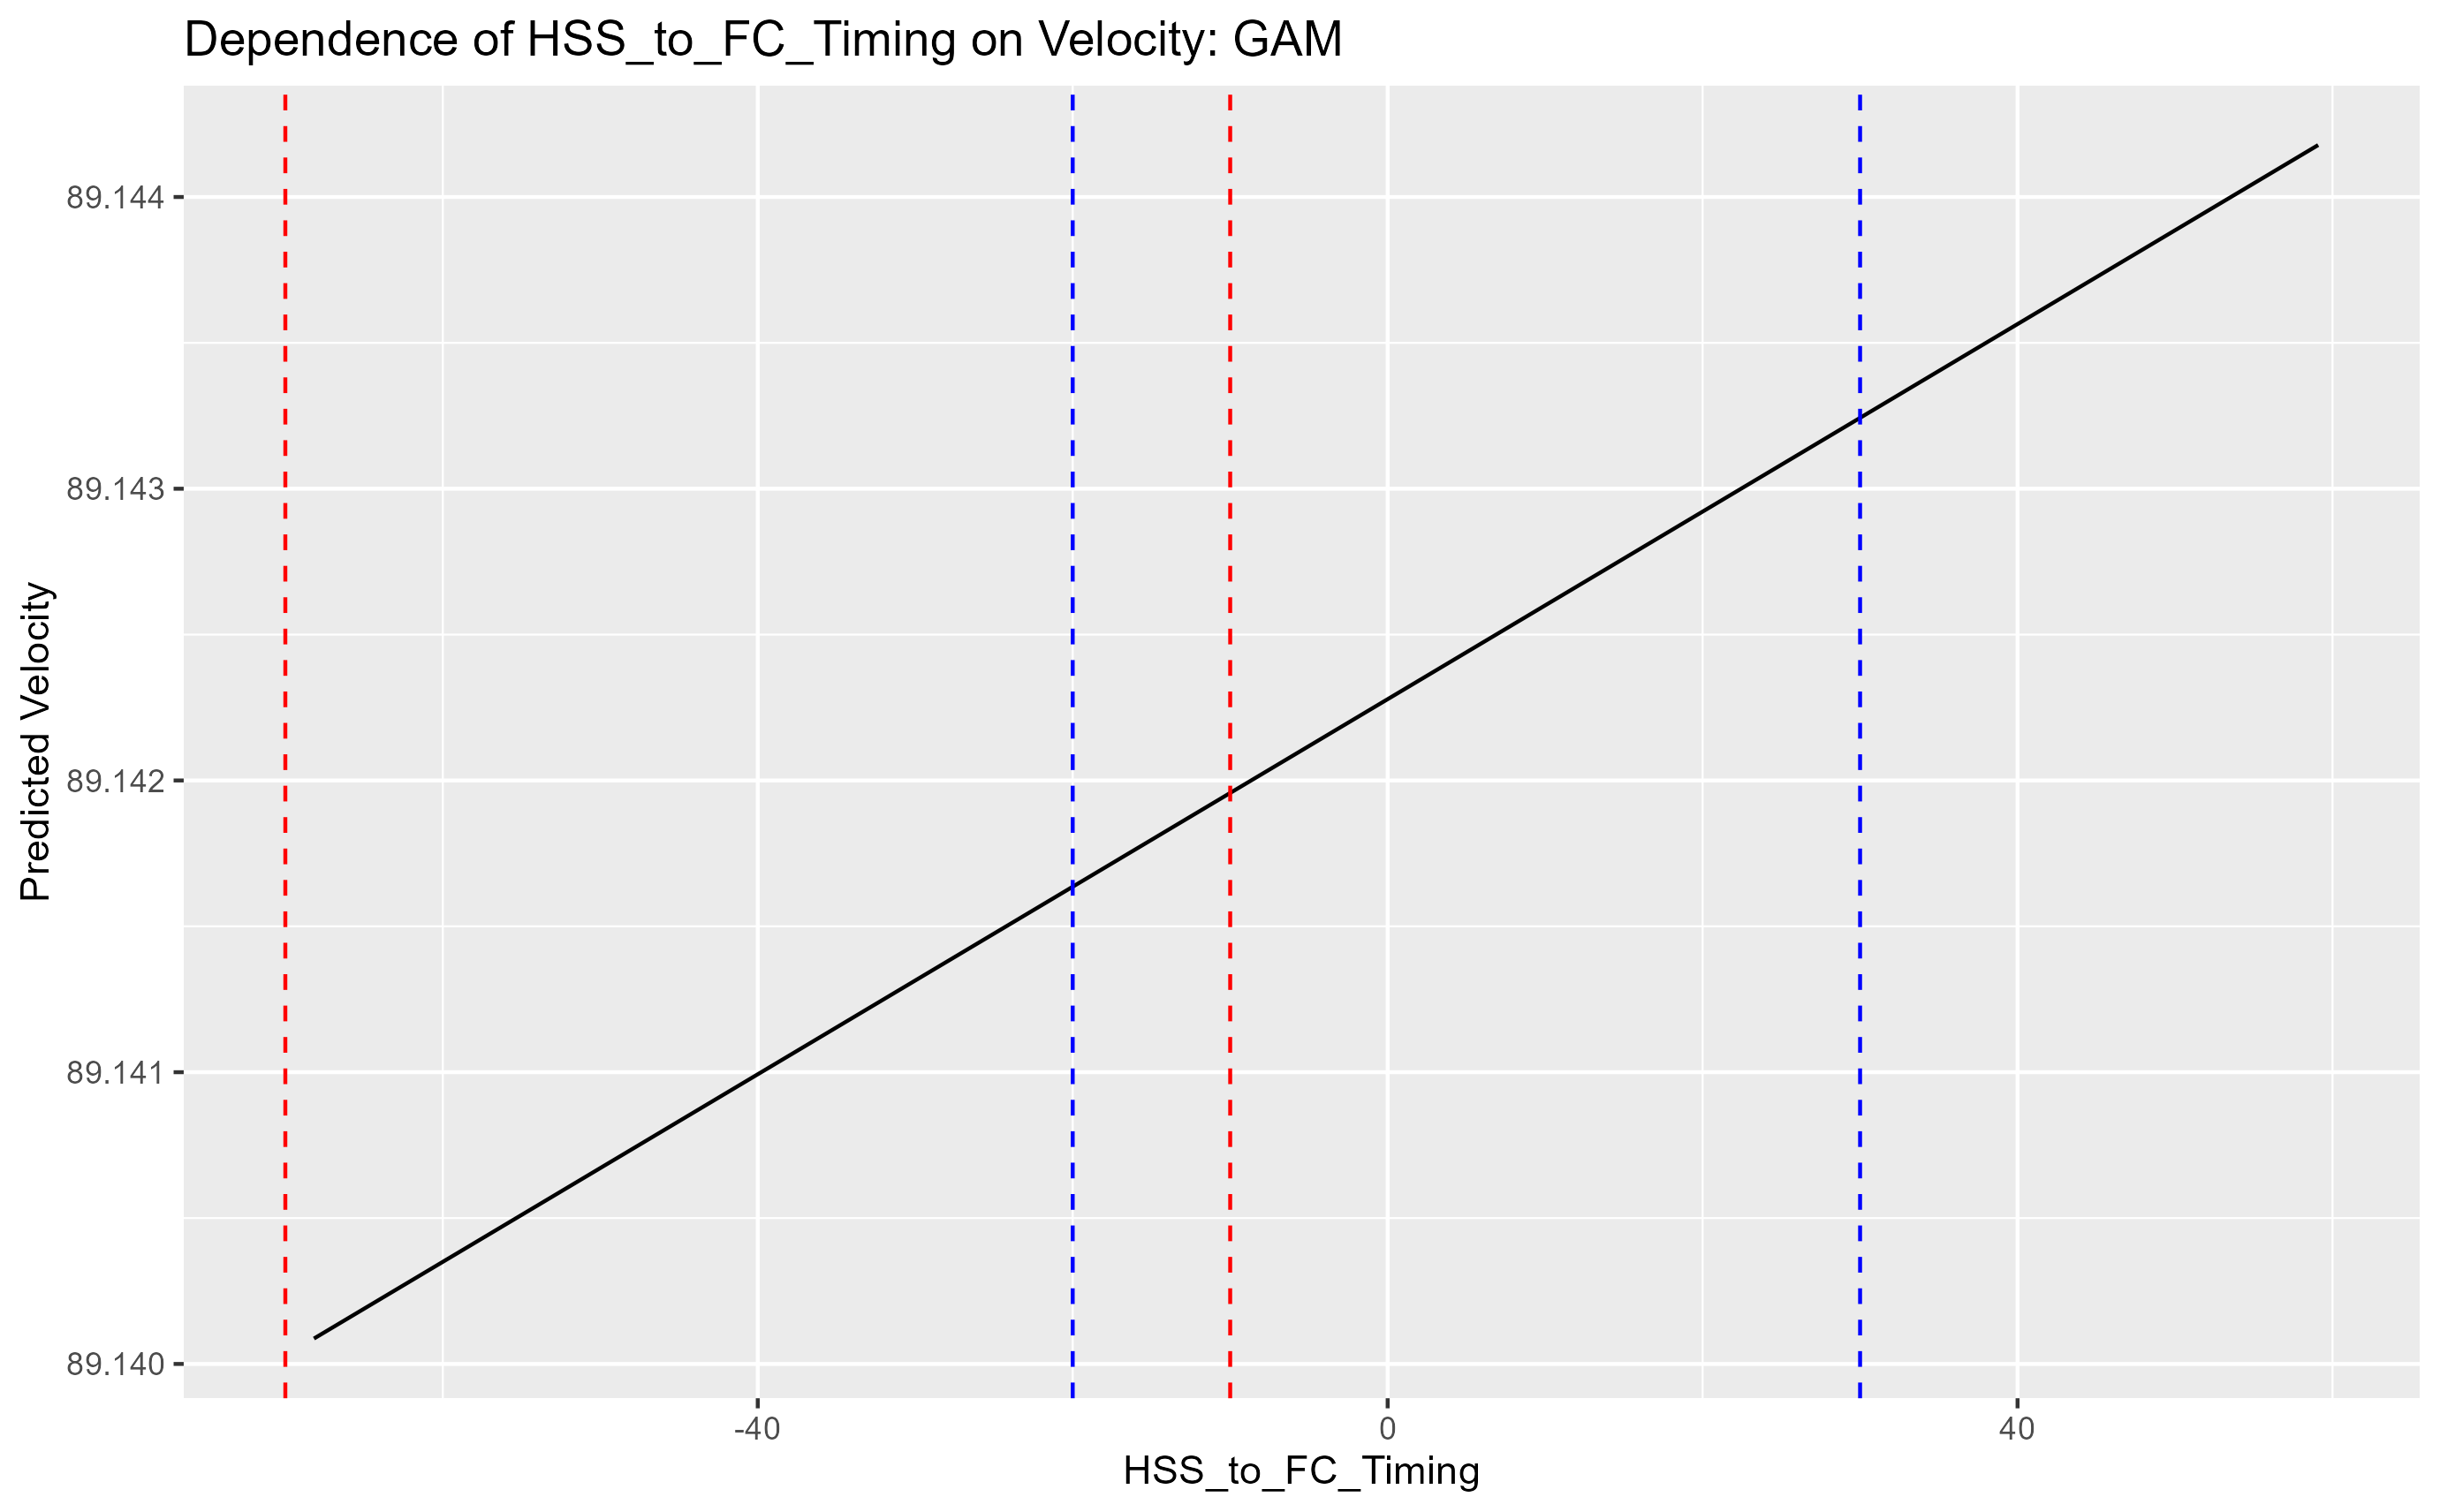 Dependence of HSS_to_FC_Timing on Velocity: GAM
Predicted Velocity
89.144
89.143
89.142
89.141
89.140
-40
0
40
HSS_to_FC_Timing